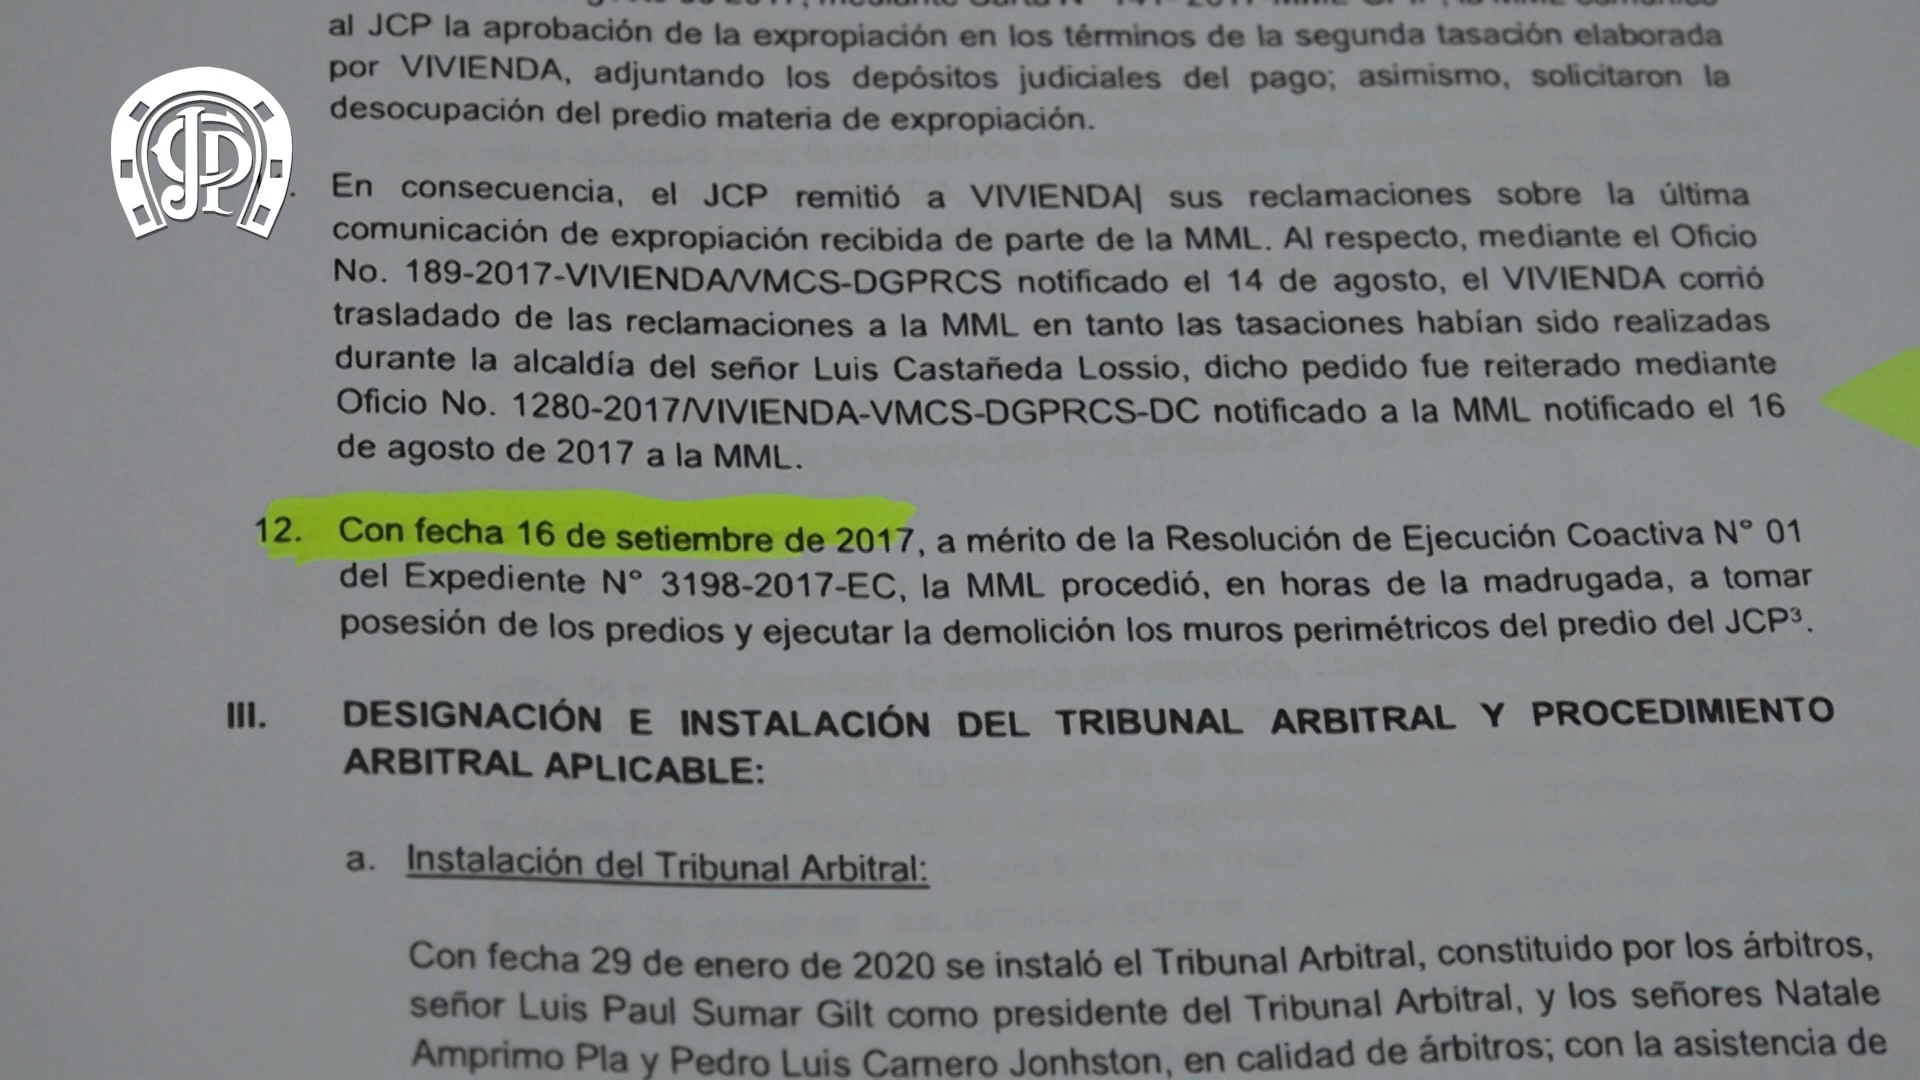 al JCP la aprobación de la expropiación en los términos de la segunda tasación elaborada
por VIVIENDA, adjuntando los depósitos judiciales del pago; asimismo, solicitaron la
desocupación del predio materia de expropiación.
JCP
En consecuencia, el JCP remitió a VIVIENDA| sus reclamaciones sobre la última
comunicación de expropiación recibida de parte de la MML. Al respecto, mediante el Oficio
No. 189-2017-VIVIENDA/VMCS-DGPRCS notificado el 14 de agosto, el VIVIENDA corrió
trasladado de las reclamaciones a la MML en tanto las tasaciones habían sido realizadas
durante la alcaldía del señor Luis Castañeda Lossio, dicho pedido fue reiterado mediante
Oficio No. 1280-2017/VIVIENDA-VMCS-DGPRCS-DC notificado a la MML notificado el 16
de agosto de 2017 a la MML.
12. Con fecha 16 de setiembre de 2017, a mérito de la Resolución de Ejecución Coactiva N° 01
del Expediente N° 3198-2017-EC, la MML procedió, en horas de la madrugada, a tomar
posesión de los predios y ejecutar la demolición los muros perimétricos del predio del JCP³.
III. DESIGNACIÓN E INSTALACIÓN DEL TRIBUNAL ARBITRAL Y PROCEDIMIENTO
ARBITRAL APLICABLE:
a. Instalación del Tribunal Arbitral:
Con fecha 29 de enero de 2020 se instaló el Tribunal Arbitral, constituido por los árbitros,
señor Luis Paul Sumar Gilt como presidente del Tribunal Arbitral, y los señores Natale
Amprimo Pla y Pedro Luis Carnero Jonhston, en calidad de árbitros; con la asistencia de